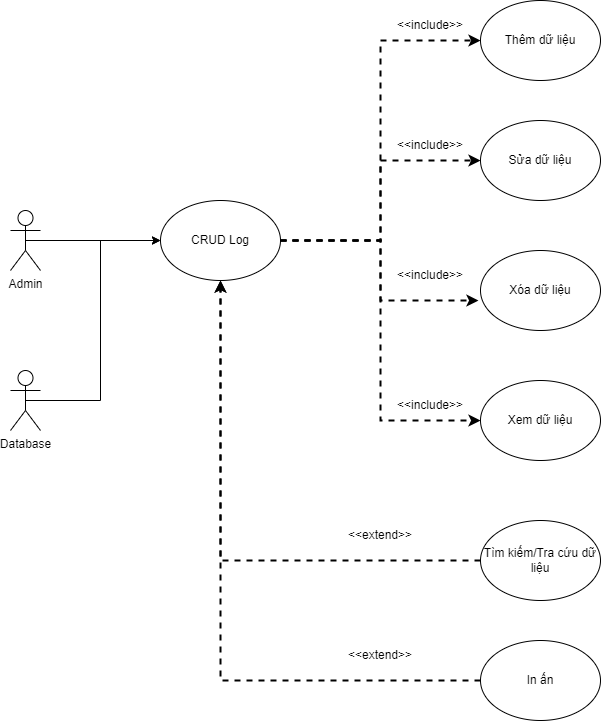 <<include>>
Thêm dữ liệu
<<include>>
Sửa dữ liệu
CRUD Log
Admin
<<include>>
Xóa dữ liệu
<<include>>
Xem dữ liệu
Database
<<extend>>
Tìm kiếm/Tra cứu dữ
liệu
<<extend>>
In ấn